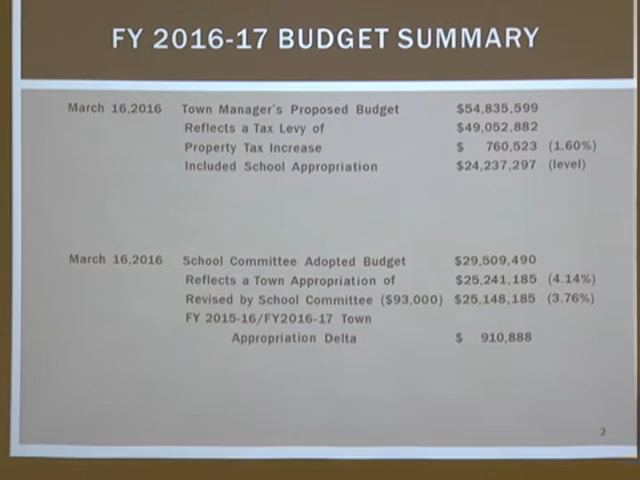 FY 2016-17 BUDGET SUMMARY
March 16,2016 Town Manager's Proposed Budget $54,835,599
Reflects a Tax Levy of $49,052,882
Property Tax Increase $ 760,523 (1.60%)
Included School Appropriation $24,237,297 (level)
March 16,2016 School Committee Adopted Budget $29,509,490
Reflects a Town Appropriation of $25,241,185 (4.14%)
Revised by School Committee ($93,000) $25,148,185 (3.76%)
FY 2015-16/FY2016-17 Town
Appropriation Delta $ 910,888
2